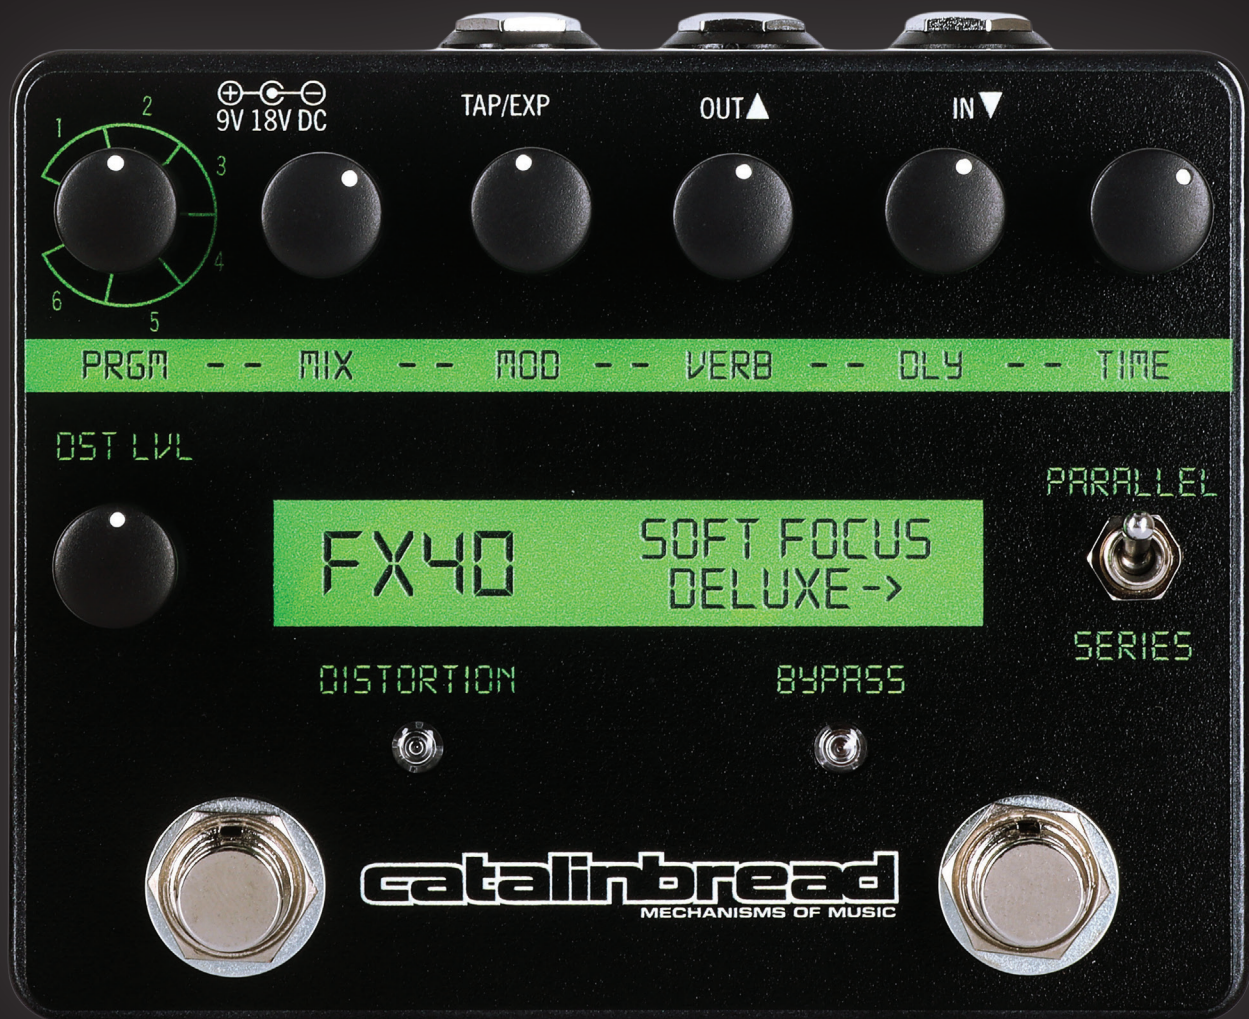 ⊕-●-⊖
9V 18V DC
TAP/EXP
OUT▲
IN▼
1
2
3
4
5
6
PRGM -- MIX -- MOD -- VERB -- DLY -- TIME
DST LVL
PARALLEL
FX40
SOFT FOCUS
DELUXE->
SERIES
DISTORTION
BYPASS
catalinbread
MECHANISMS OF MUSIC